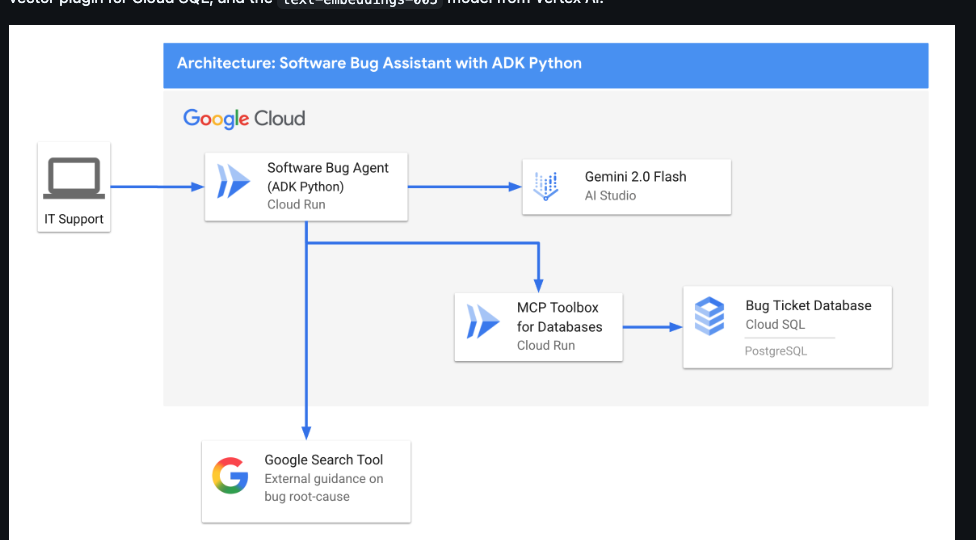 vector plugin for Cloud SQL, and the text-embeddings-005 model from Vertex AI.
Architecture: Software Bug Assistant with ADK Python
Google Cloud
IT Support
Software Bug Agent
(ADK Python)
Cloud Run
Gemini 2.0 Flash
AI Studio
MCP Toolbox
for Databases
Cloud Run
Bug Ticket Database
Cloud SQL
PostgreSQL
Google Search Tool
External guidance on
bug root-cause